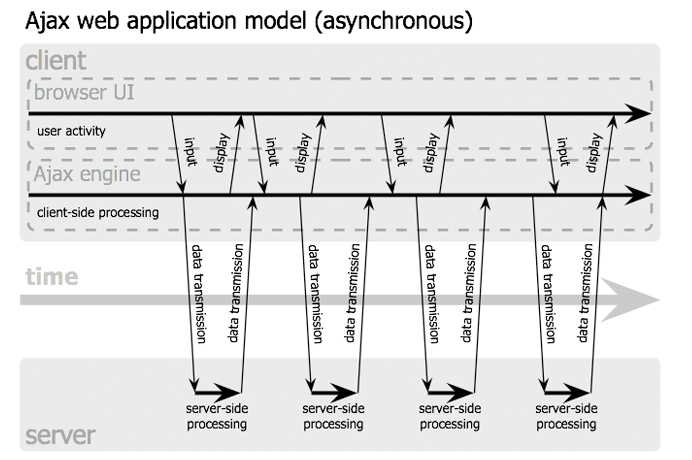 Ajax web application model (asynchronous)
client
browser UI
user activity
input
display
input
display
input
display
input
display
Ajax engine
client-side processing
data transmission
data transmission
data transmission
data transmission
data transmission
data transmission
data transmission
data transmission
time
server-side
processing
server-side
processing
server-side
processing
server-side
processing
server